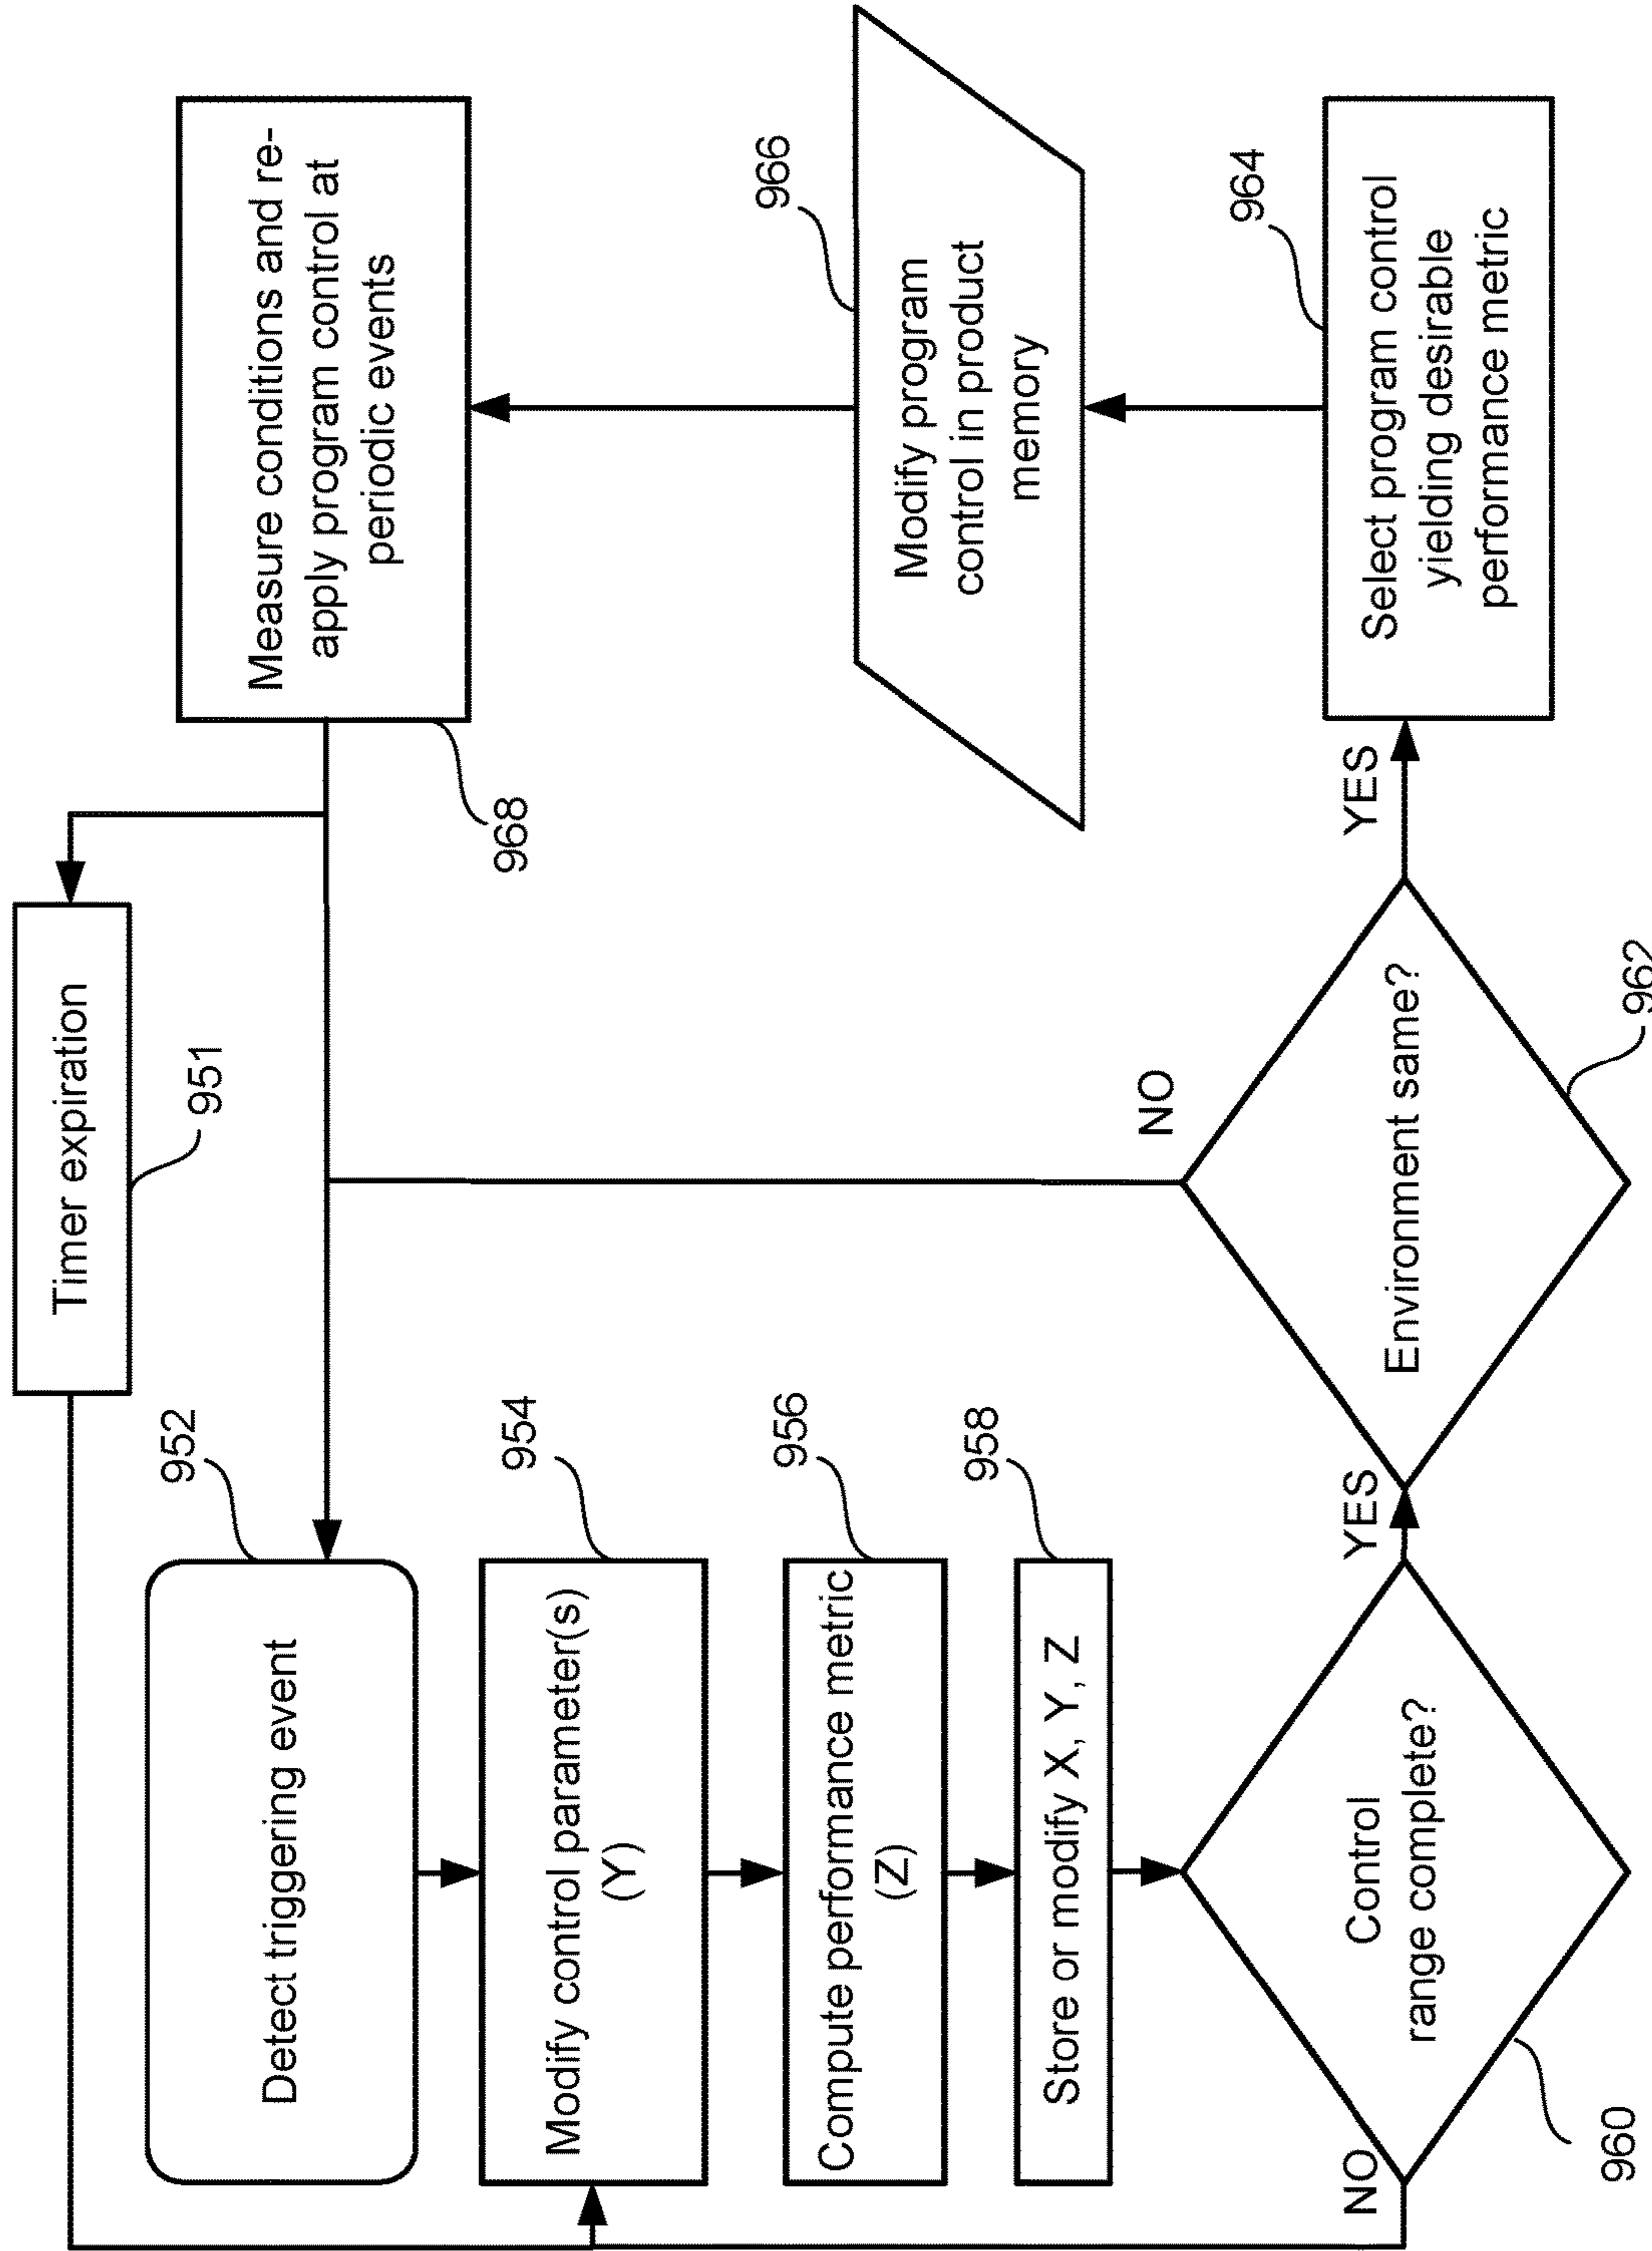 Timer expiration
951
952
Detect triggering event
954
Modify control parameter(s)
(Y)
956
Compute performance metric
(Z)
958
Store or modify X, Y, Z
Control
range complete?
960
NO
YES
Environment same?
962
NO
YES
Select program control
yielding desirable
performance metric
964
Modify program
control in product
memory
966
Measure conditions and re-
apply program control at
periodic events
968